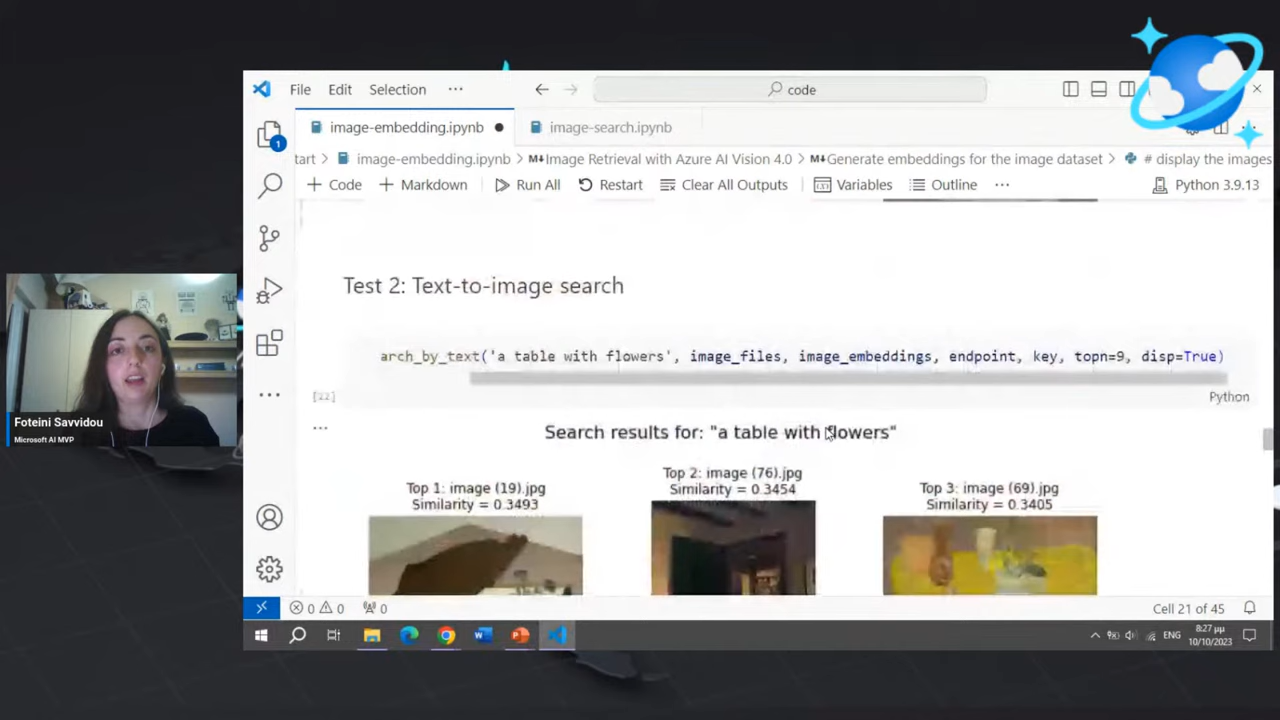 File Edit Selection ··· code
image-embedding.ipynb ● image-search.ipynb
1
tart > image-embedding.ipynb > M↓Image Retrieval with Azure AI Vision 4.0 > M↓Generate embeddings for the image dataset > # display the images
+ Code + Markdown Run All Restart Clear All Outputs Variables Outline ··· Python 3.9.13
Test 2: Text-to-image search
arch_by_text('a table with flowers', image_files, image_embeddings, endpoint, key, topn=9, disp=True)
[22] Python
···
Search results for: "a table with flowers"
Top 1: image (19).jpg
Similarity = 0.3493
Top 2: image (76).jpg
Similarity = 0.3454
Top 3: image (69).jpg
Similarity = 0.3405
Foteini Savvidou
Microsoft AI MVP
0 0 0 Cell 21 of 45
ENG 8:27 μμ
10/10/2023